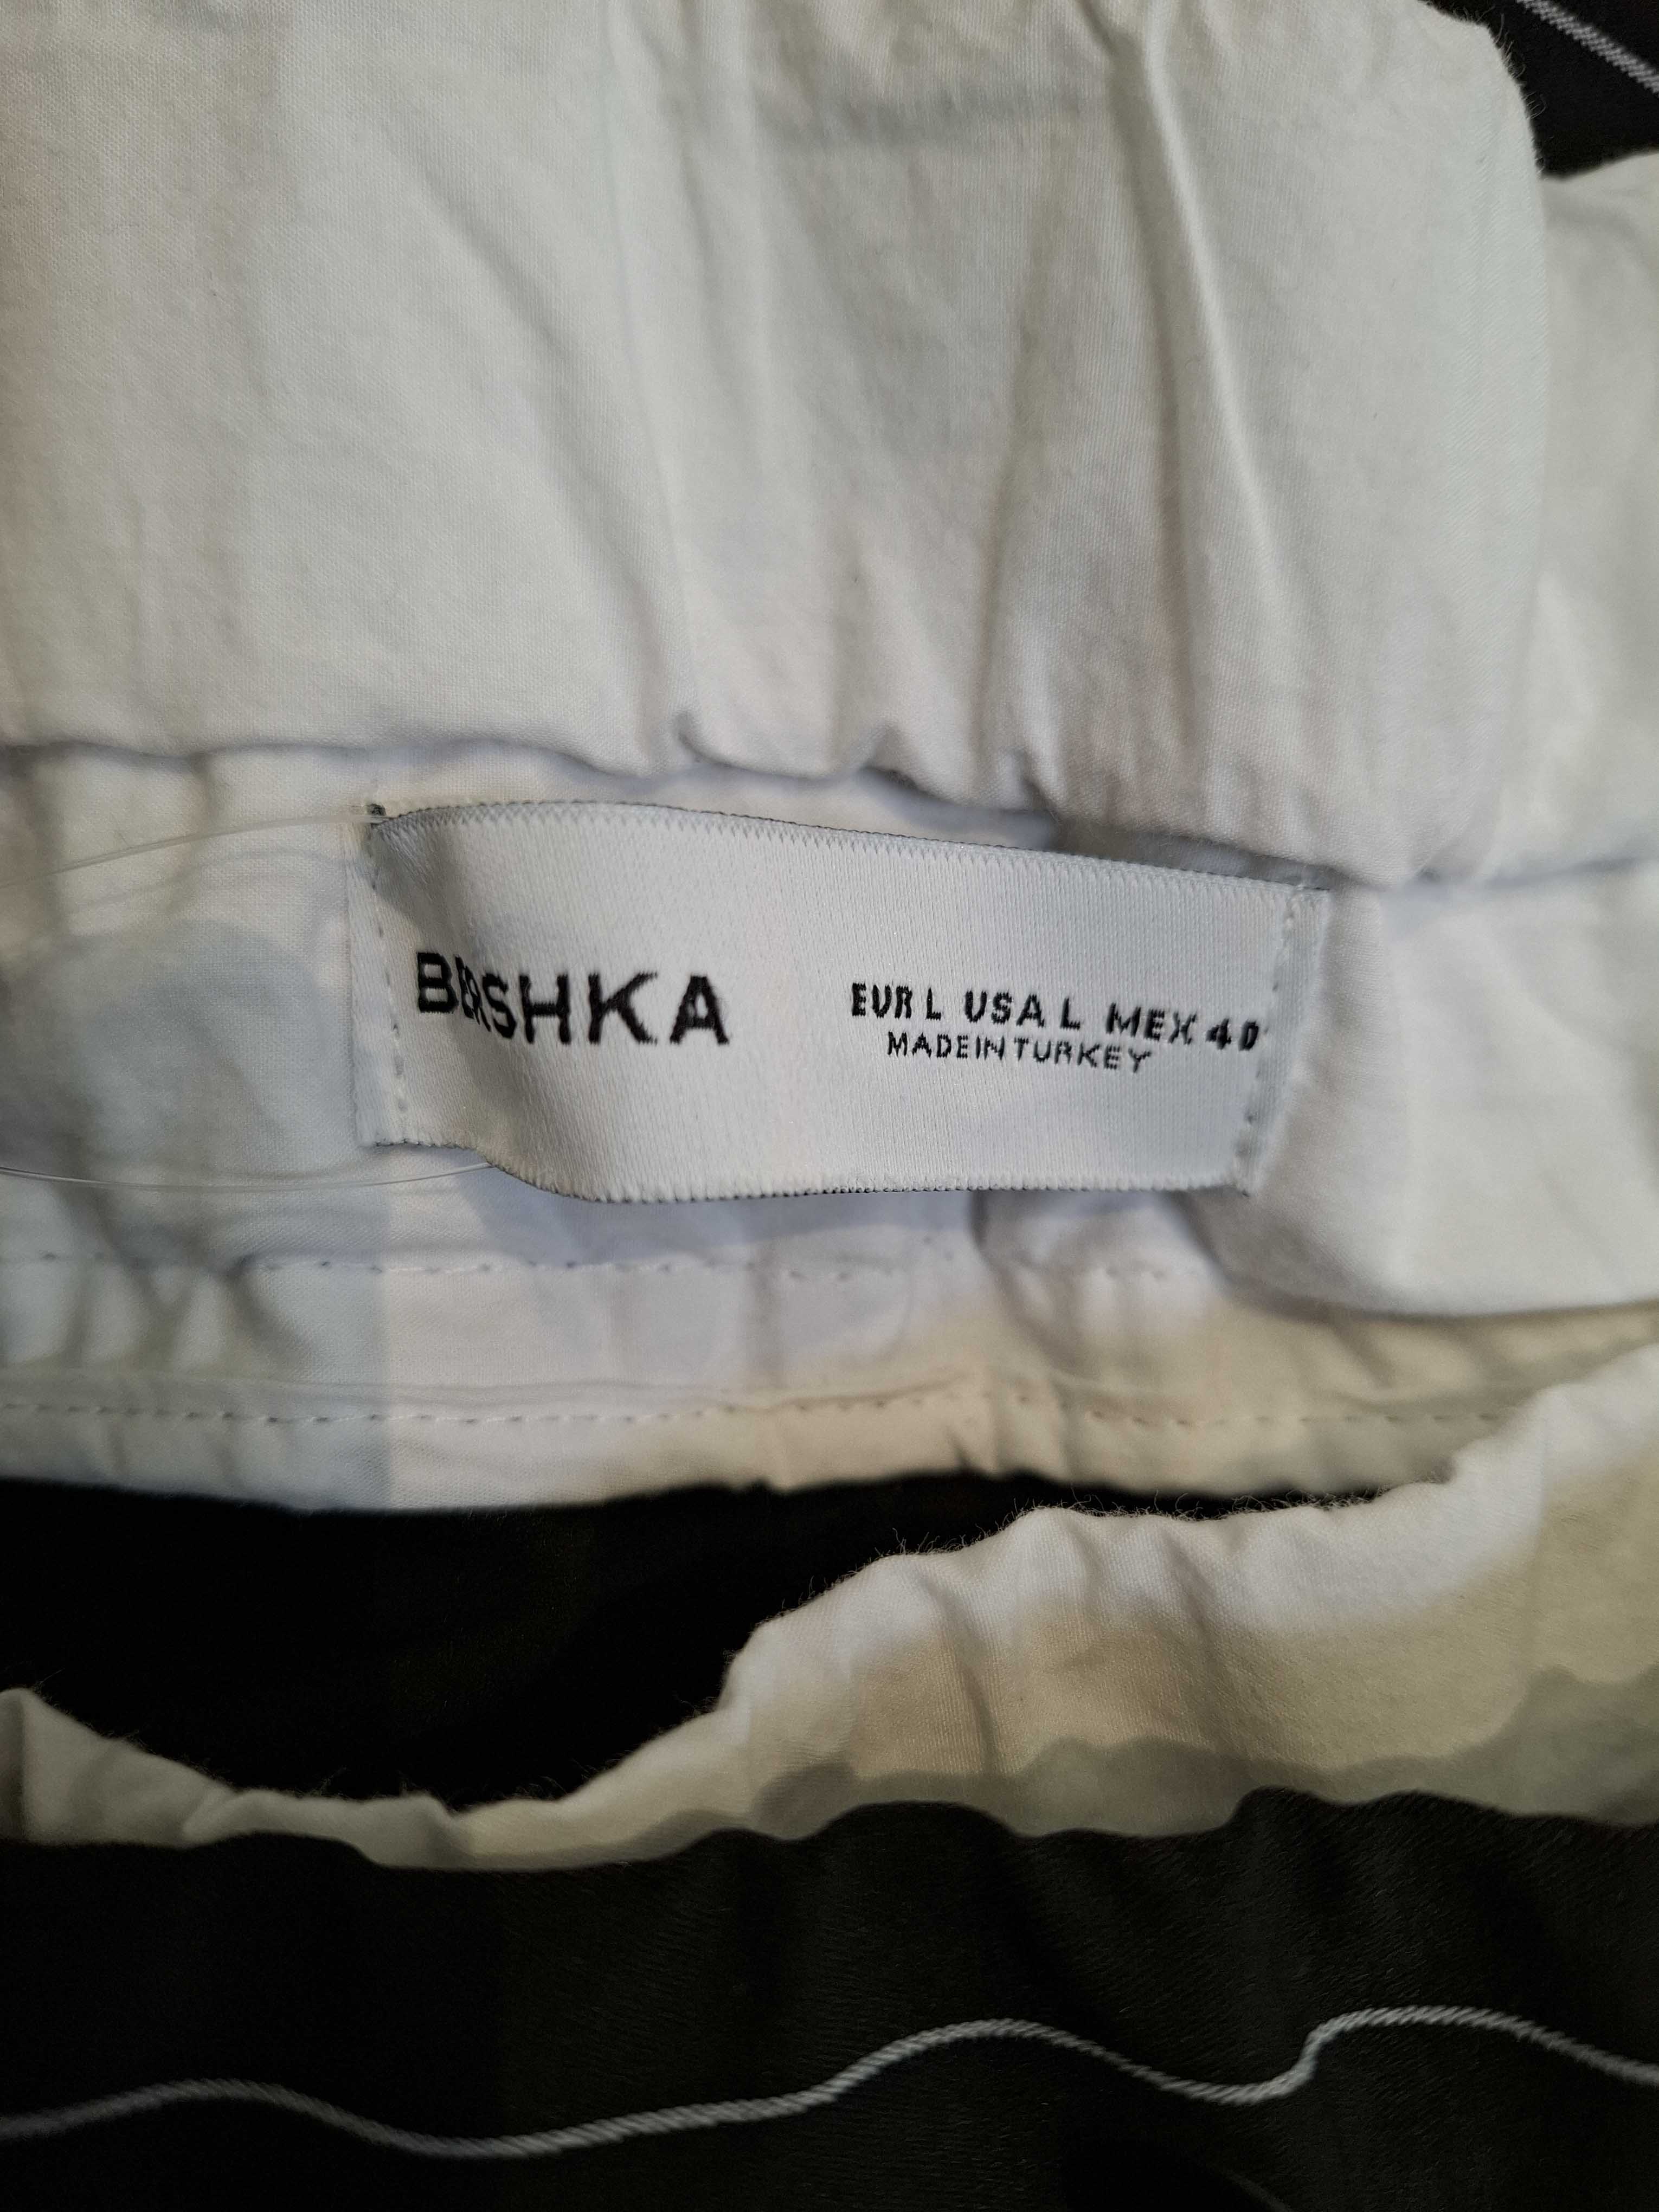 BERSHKA
EUR L USA L MEX 40
MADE IN TURKEY